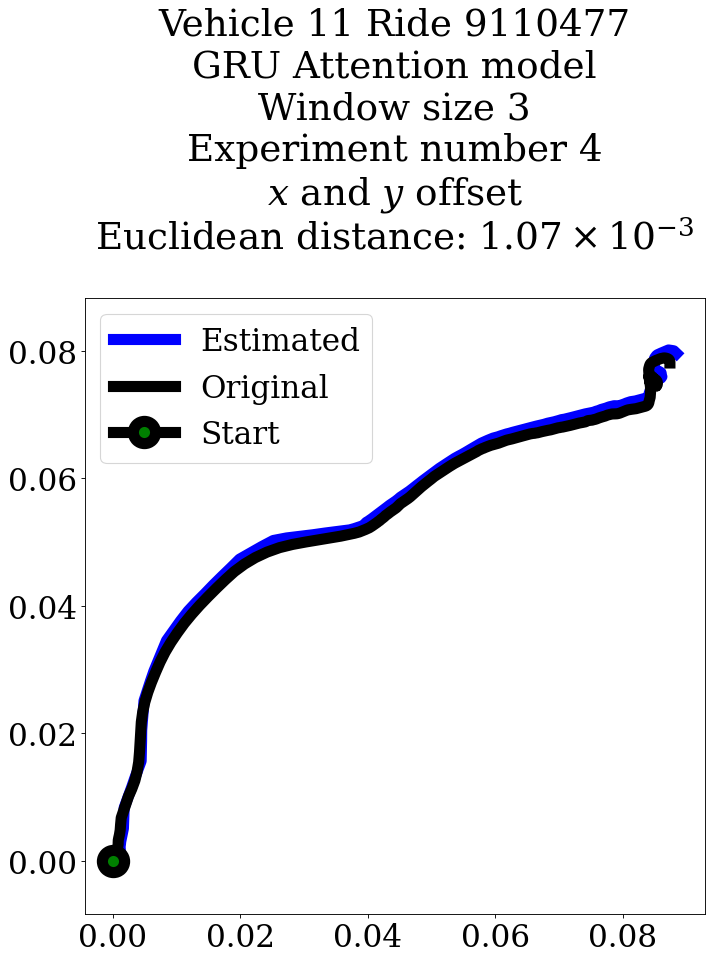 Vehicle 11 Ride 9110477
GRU Attention model
Window size 3
Experiment number 4
x and y offset
Euclidean distance: 1.07 × 10⁻³
Estimated
Original
Start
0.08
0.06
0.04
0.02
0.00
0.00 0.02 0.04 0.06 0.08